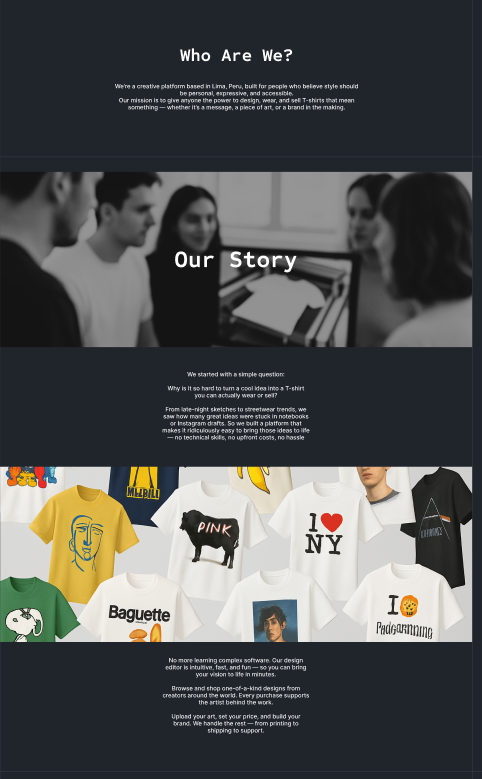 Who Are We?
We're a creative platform based in Lima, Peru, built for people who believe style should
be personal, expressive, and accessible.
Our mission is to give anyone the power to design, wear, and sell T-shirts that mean
something — whether it's a message, a piece of art, or a brand in the making.
Our Story
We started with a simple question:
Why is it so hard to turn a cool idea into a T-shirt
you can actually wear or sell?
From late-night sketches to streetwear trends, we
saw how many great ideas were stuck in notebooks
or Instagram drafts. So we built a platform that
makes it ridiculously easy to bring those ideas to life
— no technical skills, no upfront costs, no hassle
PINK
I
NY
Baguette
I
No more learning complex software. Our design
editor is intuitive, fast, and fun — so you can bring
your vision to life in minutes.
Browse and shop one-of-a-kind designs from
creators around the world. Every purchase supports
the artist behind the work.
Upload your art, set your price, and build your
brand. We handle the rest — from printing to
shipping to support.